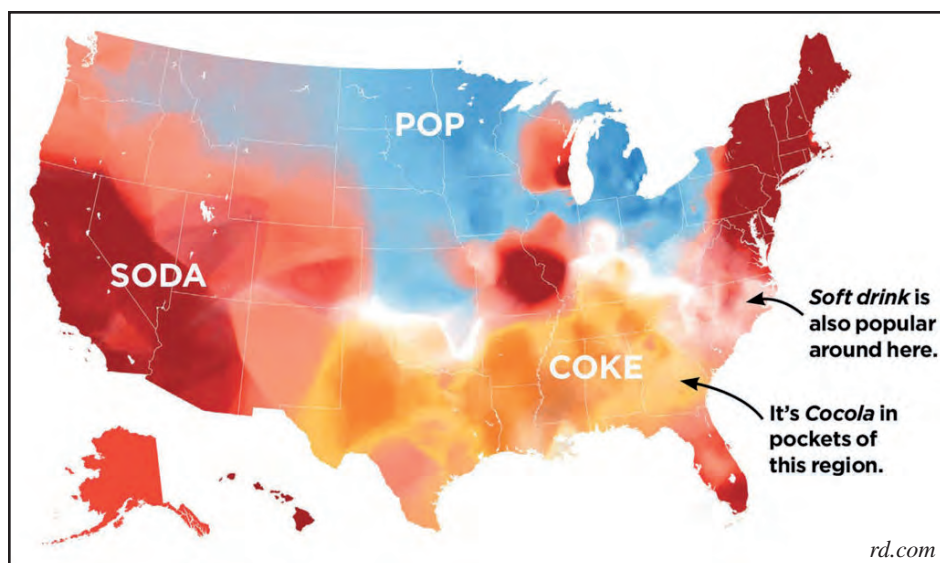 POP
SODA
COKE
Soft drink is
also popular
around here.
It's Cocola in
pockets of
this region.
rd.com